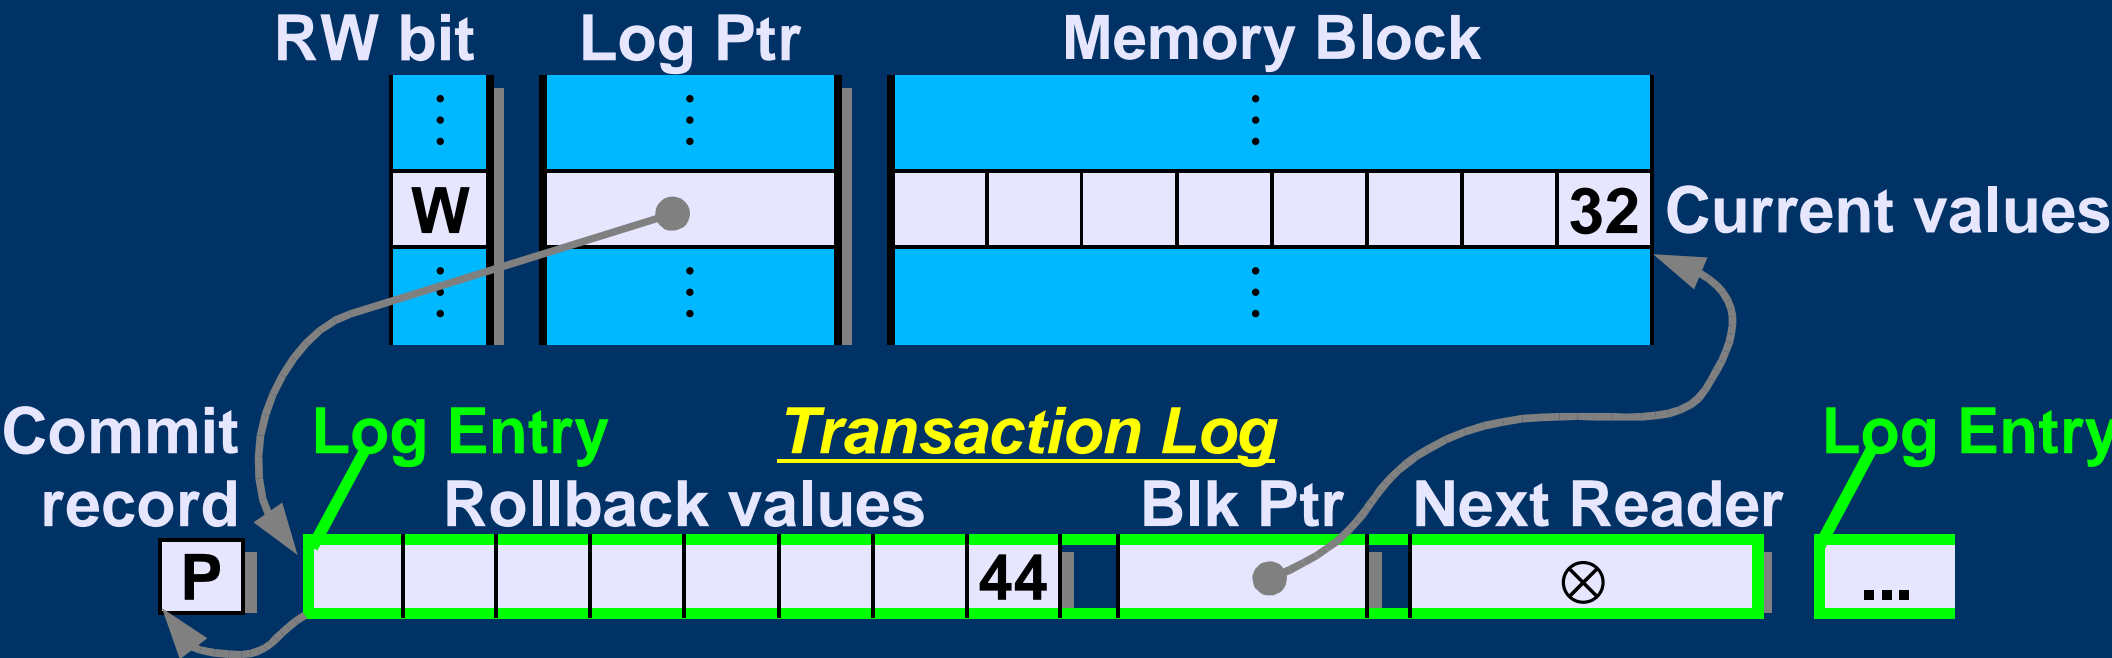 RW bit Log Ptr Memory Block
W 32 Current values
Commit record
Log Entry Transaction Log Log Entry
Rollback values Blk Ptr Next Reader
P 44 ⊗ ...